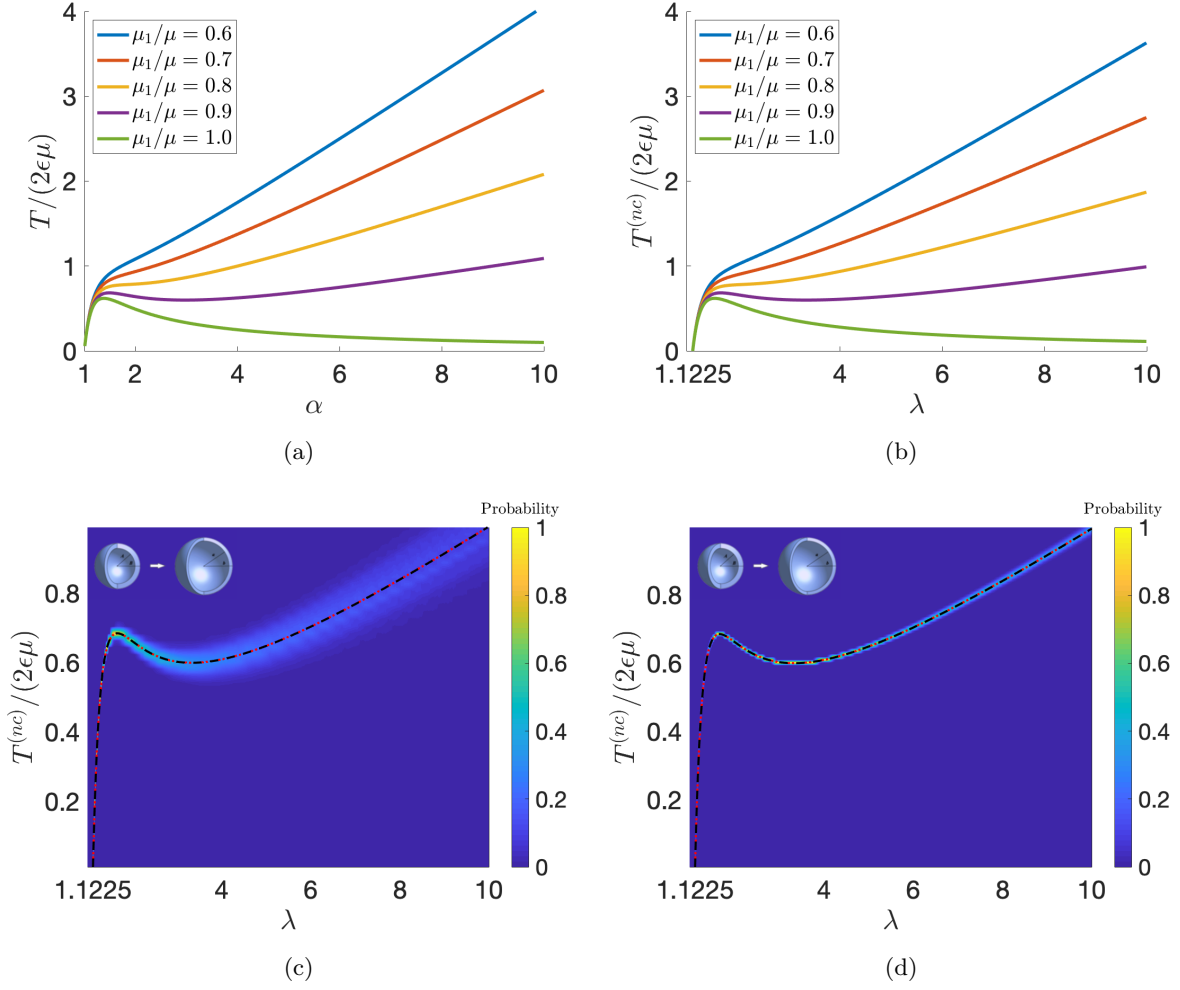 4
3
2
1
0
T/(2ϵμ)
μ₁/μ = 0.6
μ₁/μ = 0.7
μ₁/μ = 0.8
μ₁/μ = 0.9
μ₁/μ = 1.0
1 2 4 6 8 10
α
(a)
4
3
2
1
0
T⁽ⁿᶜ⁾/(2ϵμ)
μ₁/μ = 0.6
μ₁/μ = 0.7
μ₁/μ = 0.8
μ₁/μ = 0.9
μ₁/μ = 1.0
1.1225 4 6 8 10
λ
(b)
Probability
0.8
0.6
0.4
0.2
T⁽ⁿᶜ⁾/(2ϵμ)
1
0.8
0.6
0.4
0.2
0
1.1225 4 6 8 10
λ
(c)
Probability
0.8
0.6
0.4
0.2
T⁽ⁿᶜ⁾/(2ϵμ)
1
0.8
0.6
0.4
0.2
0
1.1225 4 6 8 10
λ
(d)